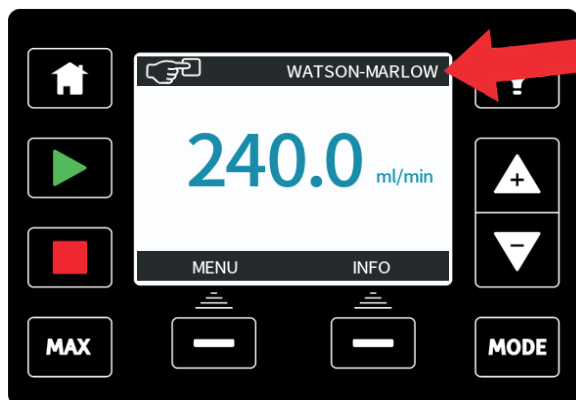 WATSON-MARLOW
240.0 ml/min
+
−
MENU INFO
MAX MODE